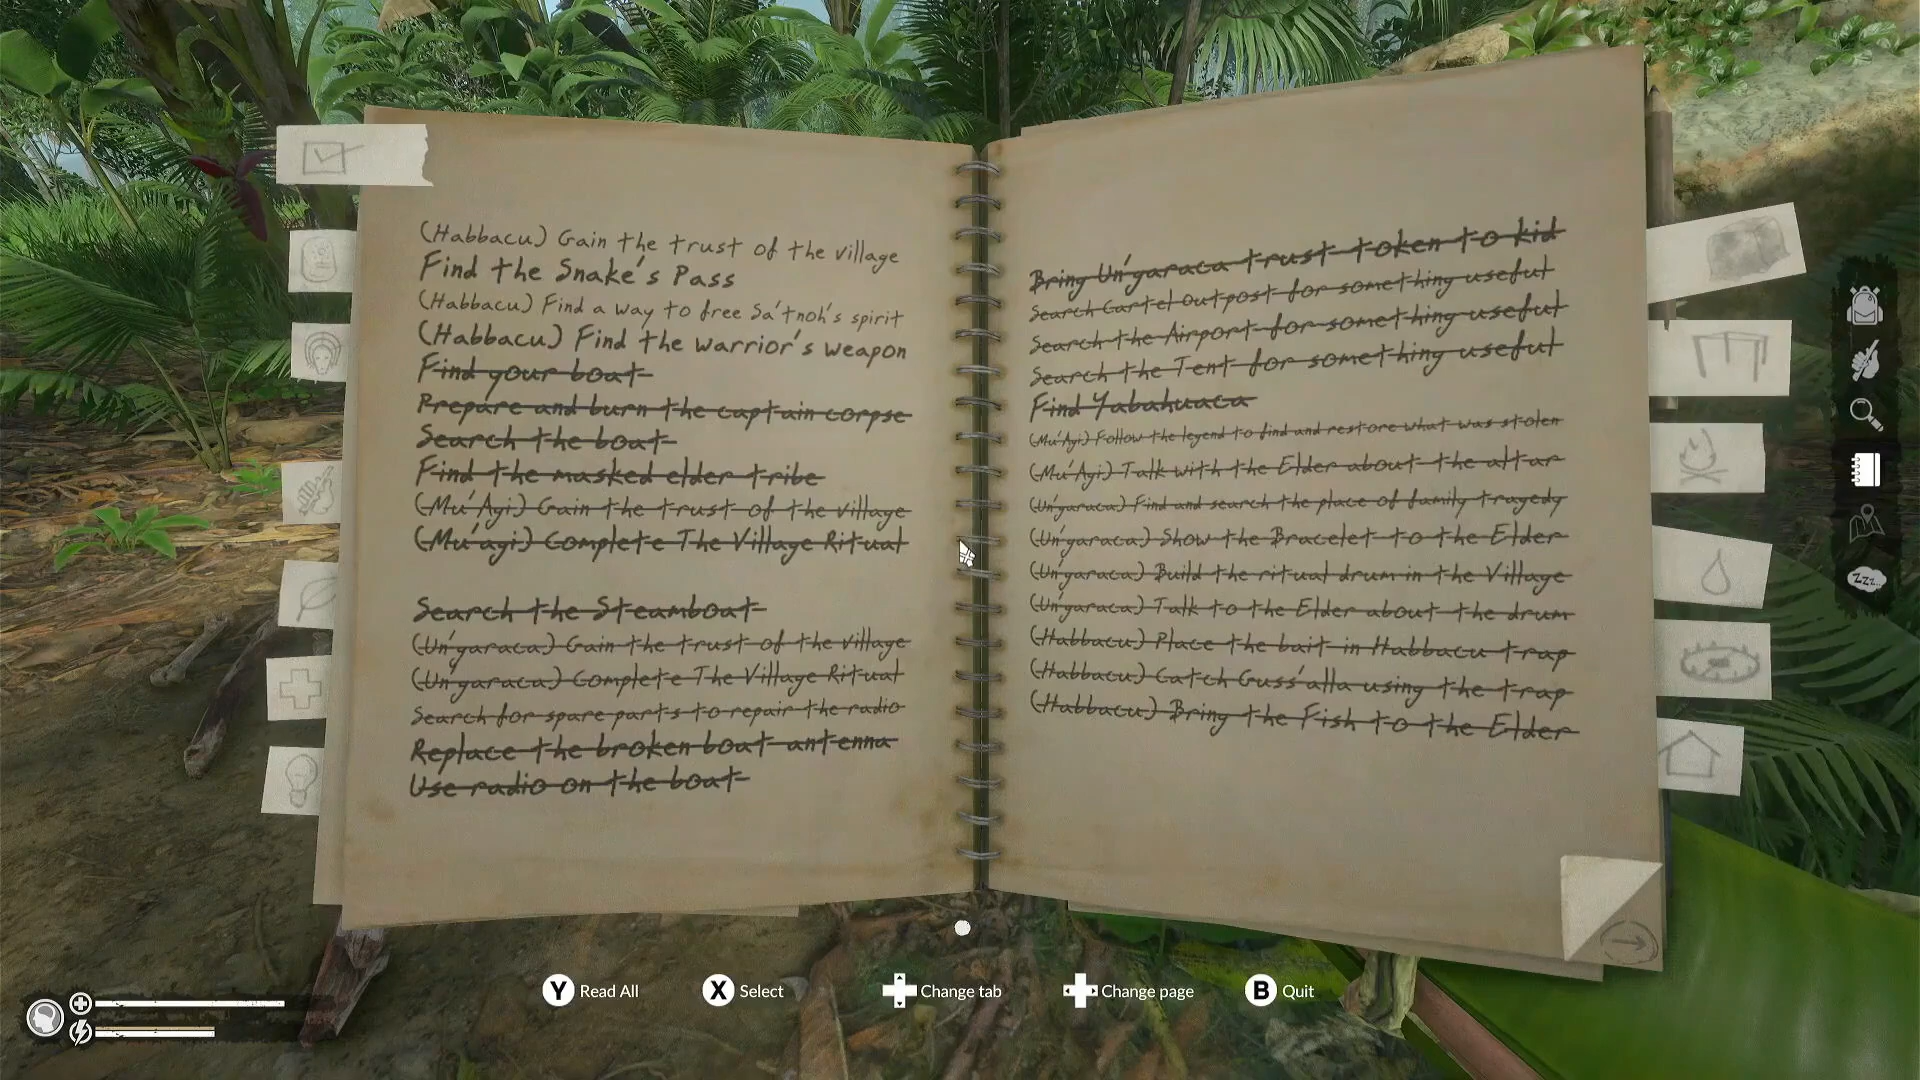 (Habbacu) Gain the trust of the village
Find the Snake's Pass
(Habbacu) Find a way to free Sa'tnoh's spirit
(Habbacu) Find the warrior's weapon
Find your boat
Prepare and burn the captain corpse
Search the boat
Find the masked elder tribe
(Mu'Agi) Gain the trust of the village
(Mu'agi) Complete The Village Ritual
Search the Steamboat
(Un'garaca) Gain the trust of the village
(Un'garaca) Complete The Village Ritual
Search for spare parts to repair the radio
Replace the broken boat antenna
Use radio on the boat
Bring Un'garaca trust token to kid
Search Cartel Outpost for something useful
Search the Airport for something useful
Search the Tent for something useful
Find Yabahuaca
(Mu'Agi) Follow the legend to find and restore what was stolen
(Mu'Agi) Talk with the Elder about the altar
(Un'garaca) Find and search the place of family tragedy
(Un'garaca) Show the Bracelet to the Elder
(Un'garaca) Build the ritual drum in the Village
(Un'garaca) Talk to the Elder about the drum
(Habbacu) Place the bait in Habbacu trap
(Habbacu) Catch Guss'alla using the trap
(Habbacu) Bring the Fish to the Elder
Zzz...
Y Read All
X Select
Change tab
Change page
B Quit